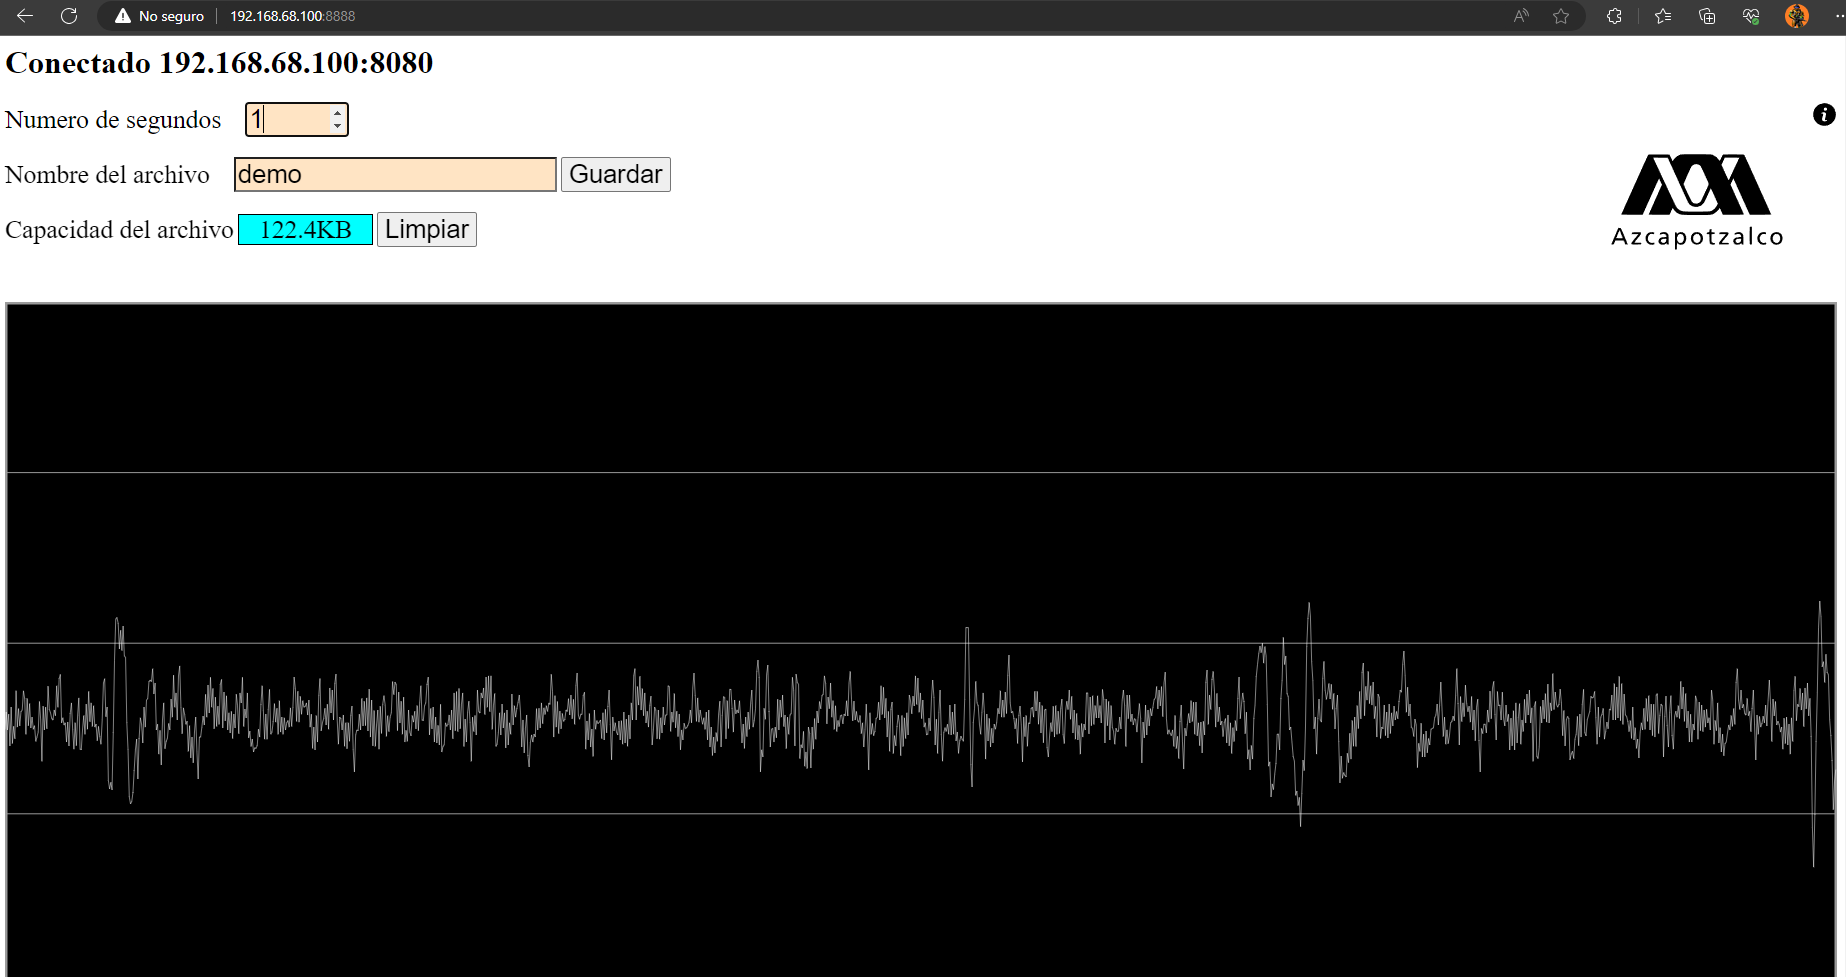 No seguro 192.168.68.100:8888
Conectado 192.168.68.100:8080
Numero de segundos 1
Nombre del archivo demo Guardar
Capacidad del archivo 122.4KB Limpiar
Azcapotzalco